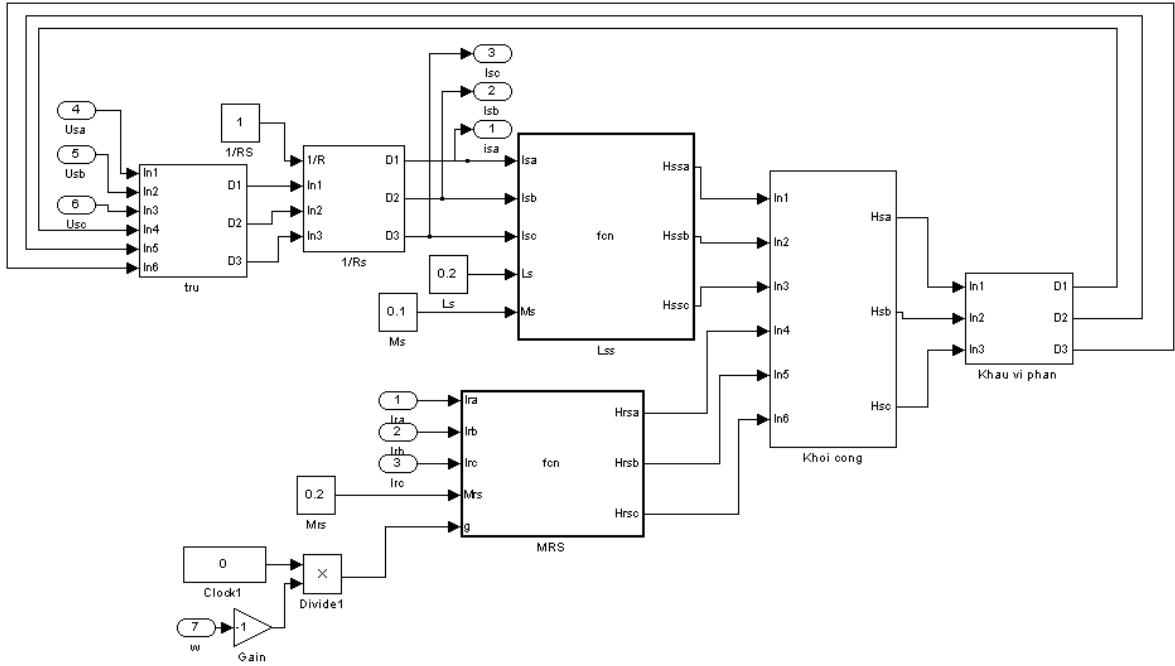 3
Isc
2
Isb
1
isa
4
Usa
5
Usb
6
Usc
In1
In2
In3
In4
In5
In6
D1
D2
D3
tru
1
1/RS
1/R
In1
In2
In3
D1
D2
D3
1/Rs
Isa
Isb
Isc
Ls
Ms
fcn
Hssa
Hssb
Hssc
Lss
0.2
Ls
0.1
Ms
In1
In2
In3
In4
In5
In6
Hsa
Hsb
Hsc
Khoi cong
In1
In2
In3
D1
D2
D3
Khau vi phan
1
Ira
2
Irb
3
Irc
0.2
Mrs
Ira
Irb
Irc
Mrs
g
fcn
Hrsa
Hrsb
Hrsc
MRS
0
Clock1
×
Divide1
7
w
-1
Gain